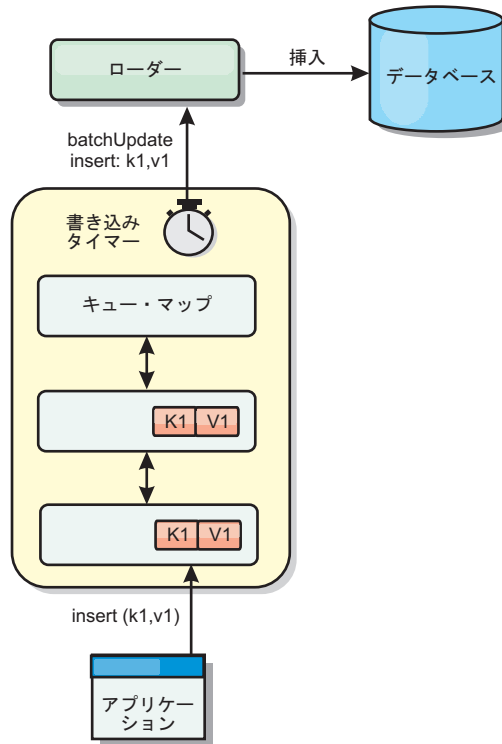 ローダー
挿入
データベース
batchUpdate
insert: k1,v1
書き込み
タイマー
キュー・マップ
K1 V1
K1 V1
insert (k1,v1)
アプリケー
ション